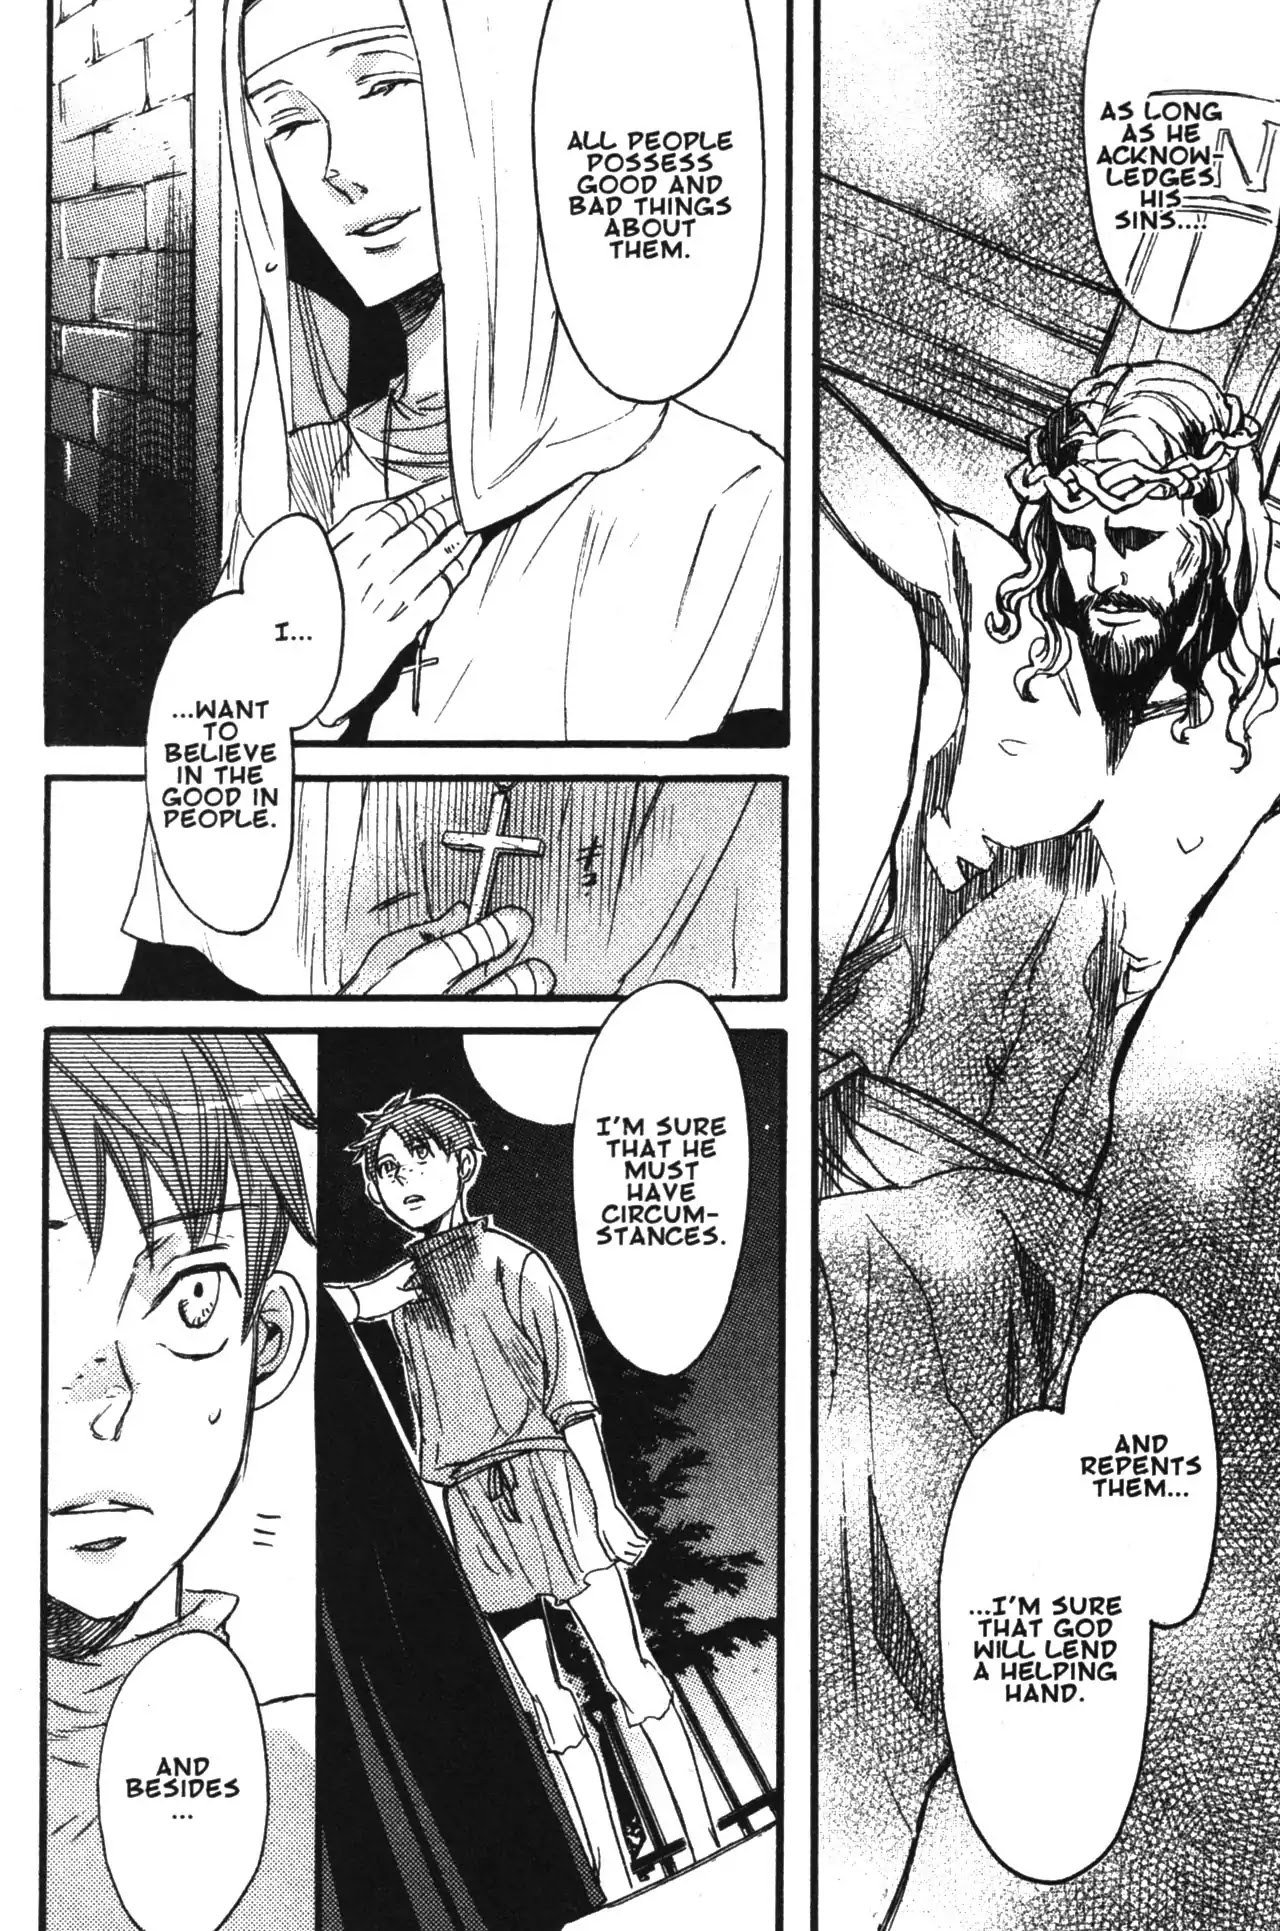 AS LONG
AS HE
ACKNOW-
LEDGES
HIS
SINS....
AND
REPENTS
THEM...
...I'M SURE
THAT GOD
WILL LEND
A HELPING
HAND.
ALL PEOPLE
POSSESS
GOOD AND
BAD THINGS
ABOUT
THEM.
I...
...WANT
TO
BELIEVE
IN THE
GOOD IN
PEOPLE.
I'M SURE
THAT HE
MUST
HAVE
CIRCUM-
STANCES.
AND
BESIDES
...